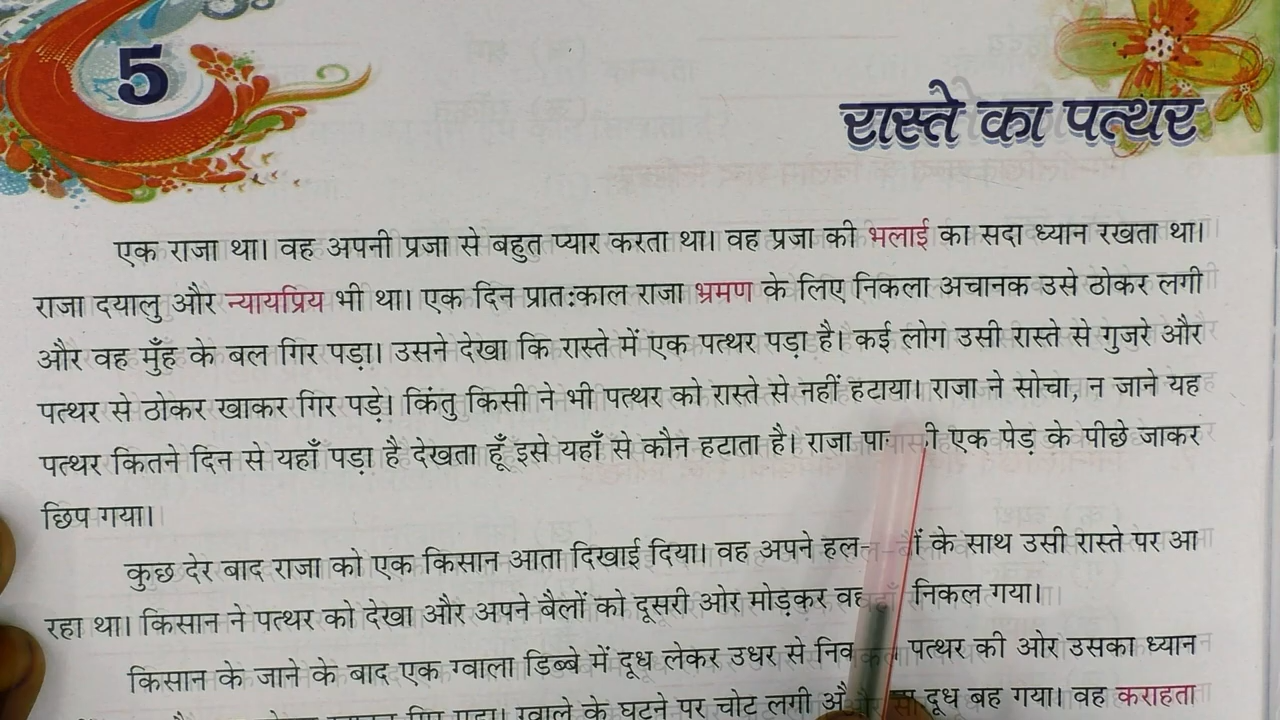 5
रास्ते का पत्थर
एक राजा था। वह अपनी प्रजा से बहुत प्यार करता था। वह प्रजा की भलाई का सदा ध्यान रखता था।
राजा दयालु और न्यायप्रिय भी था। एक दिन प्रात:काल राजा भ्रमण के लिए निकला अचानक उसे ठोकर लगी
और वह मुँह के बल गिर पड़ा। उसने देखा कि रास्ते में एक पत्थर पड़ा है। कई लोग उसी रास्ते से गुजरे और
पत्थर से ठोकर खाकर गिर पड़े। किंतु किसी ने भी पत्थर को रास्ते से नहीं हटाया। राजा ने सोचा, न जाने यह
पत्थर कितने दिन से यहाँ पड़ा है देखता हूँ इसे यहाँ से कौन हटाता है। राजा एक पेड़ के पीछे जाकर
छिप गया।
कुछ देर बाद राजा को एक किसान आता दिखाई दिया। वह अपने के साथ उसी रास्ते पर आ
रहा था। किसान ने पत्थर को देखा और अपने बैलों को दूसरी ओर मोड़कर निकल गया।
किसान के जाने के बाद एक ग्वाला डिब्बे में दूध लेकर उधर से पत्थर की ओर उसका ध्यान
ग्वाले के घुटने पर चोट लगी दूध बह गया। वह कराहता